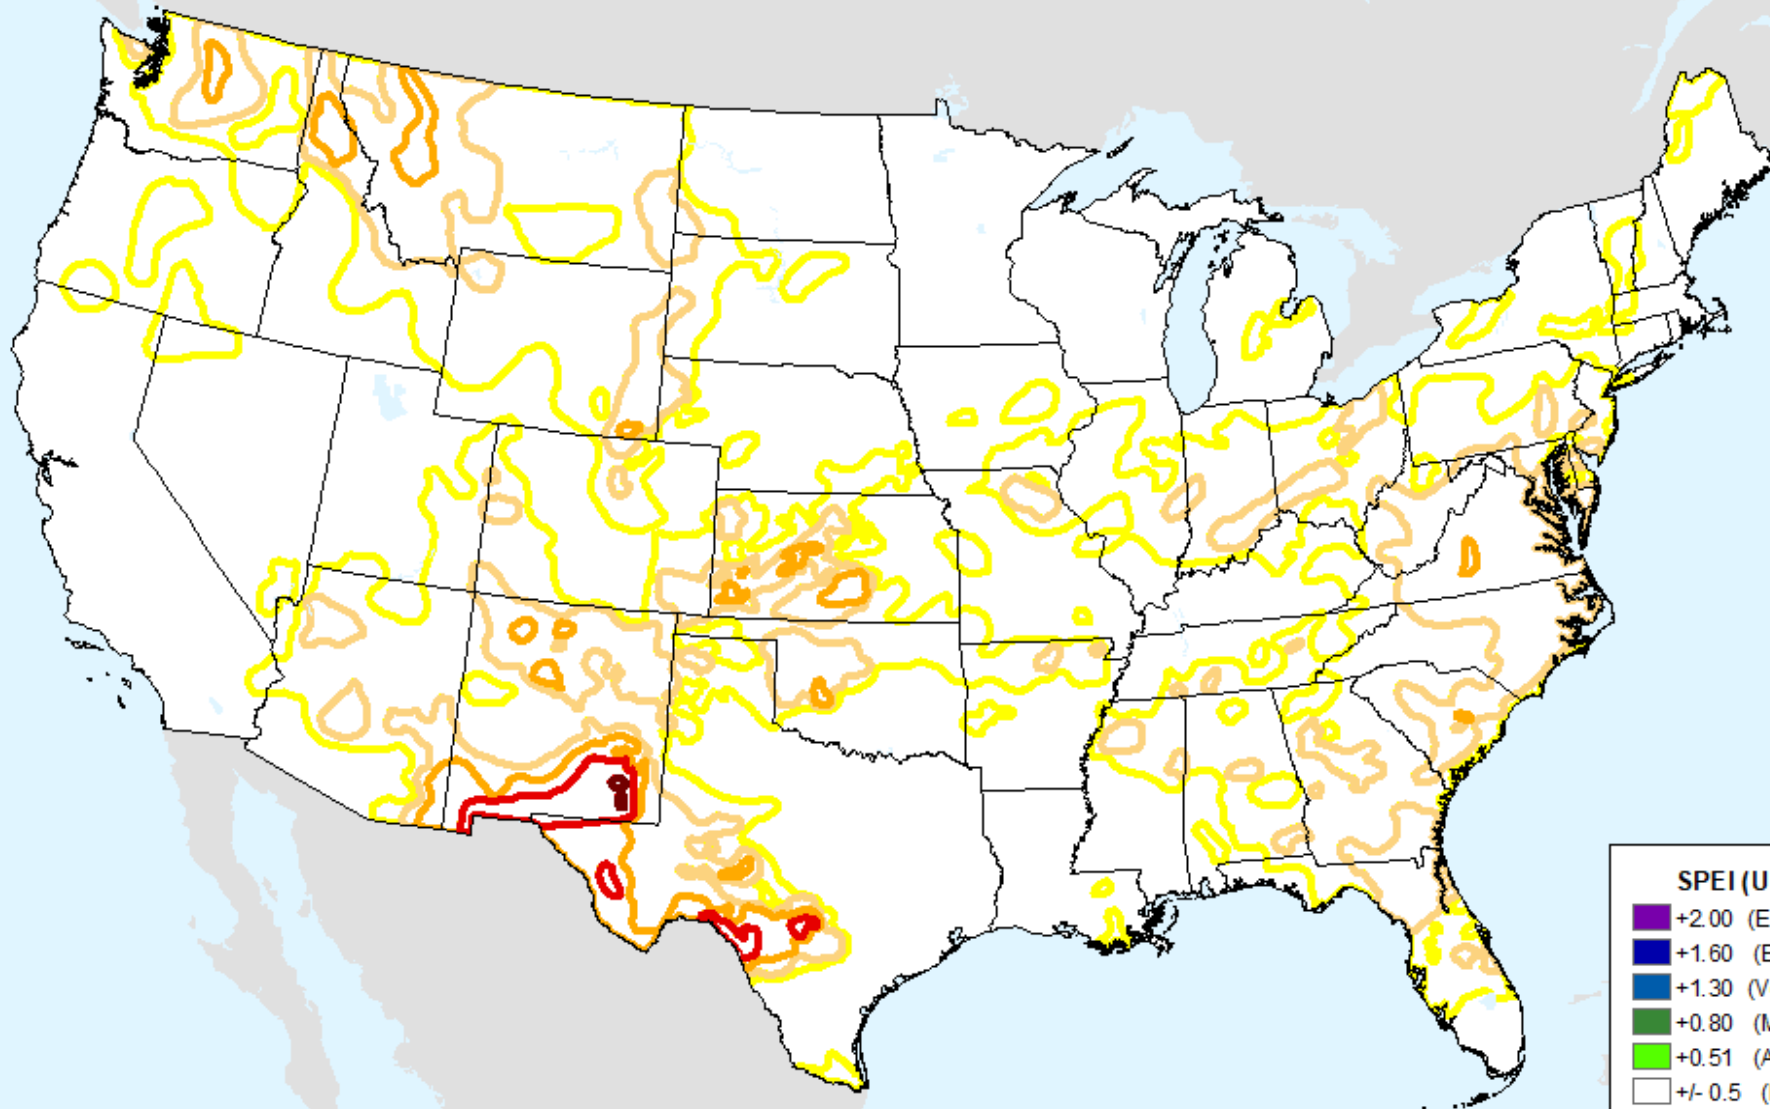 SPEI (U
+2.00 (E
+1.60 (E
+1.30 (V
+0.80 (M
+0.51 (A
+/- 0.5 (